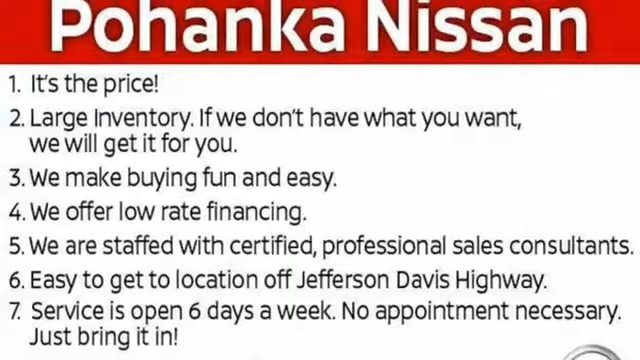 Pohanka Nissan
1. It's the price!
2. Large Inventory. If we don't have what you want,
we will get it for you.
3. We make buying fun and easy.
4. We offer low rate financing.
5. We are staffed with certified, professional sales consultants.
6. Easy to get to location off Jefferson Davis Highway.
7. Service is open 6 days a week. No appointment necessary.
Just bring it in!